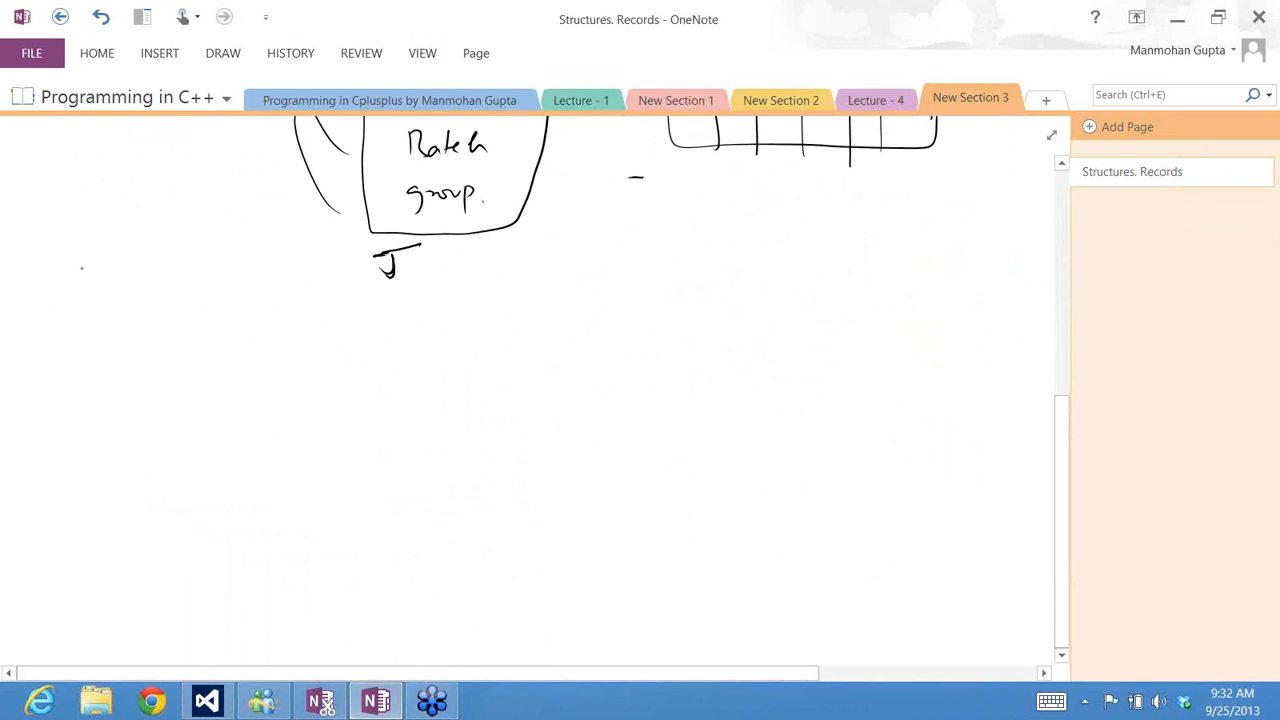 Structures. Records - OneNote
Manmohan Gupta
FILE HOME INSERT DRAW HISTORY REVIEW VIEW Page
Programming in C++
Programming in Cplusplus by Manmohan Gupta
Lecture - 1
New Section 1
New Section 2
Lecture - 4
New Section 3
Search (Ctrl+E)
Add Page
Structures. Records
group.
9:32 AM
9/25/2013